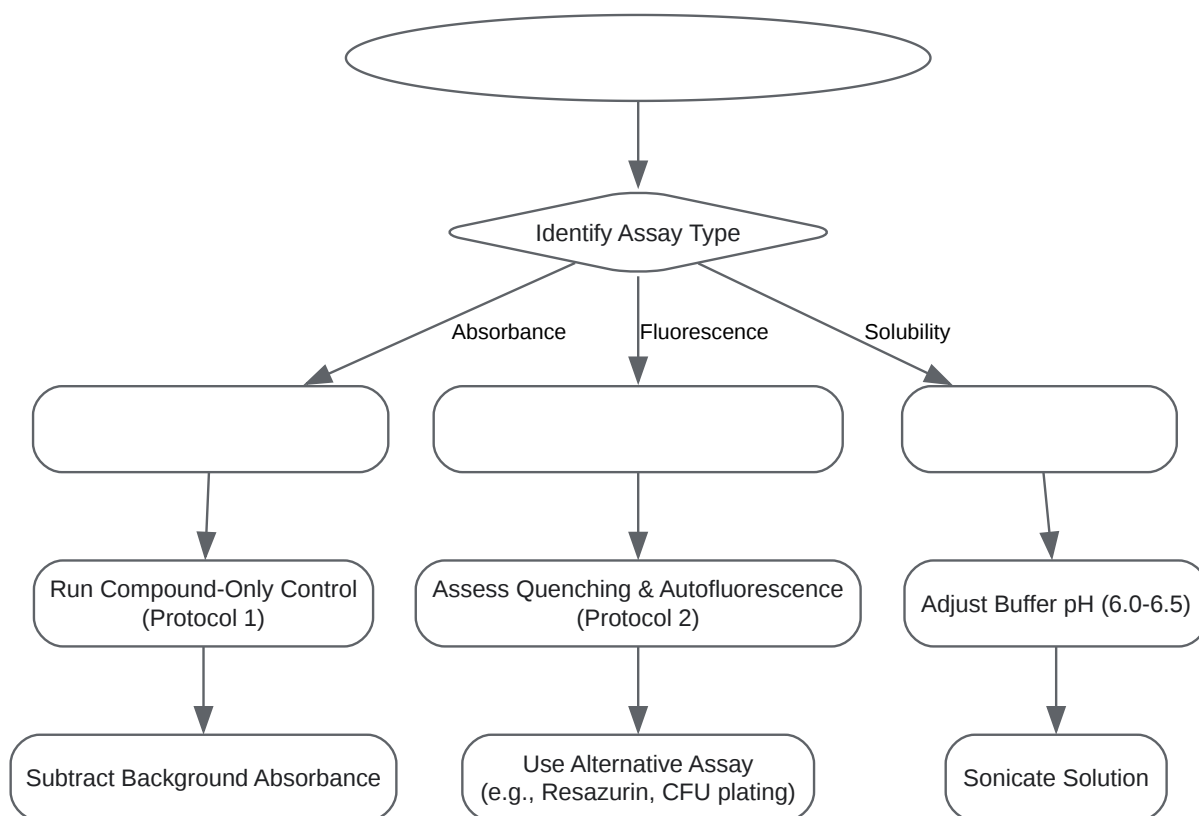 Identify Assay Type
Absorbance
Fluorescence
Solubility
Run Compound-Only Control
(Protocol 1)
Assess Quenching & Autofluorescence
(Protocol 2)
Adjust Buffer pH (6.0-6.5)
Subtract Background Absorbance
Use Alternative Assay
(e.g., Resazurin, CFU plating)
Sonicate Solution